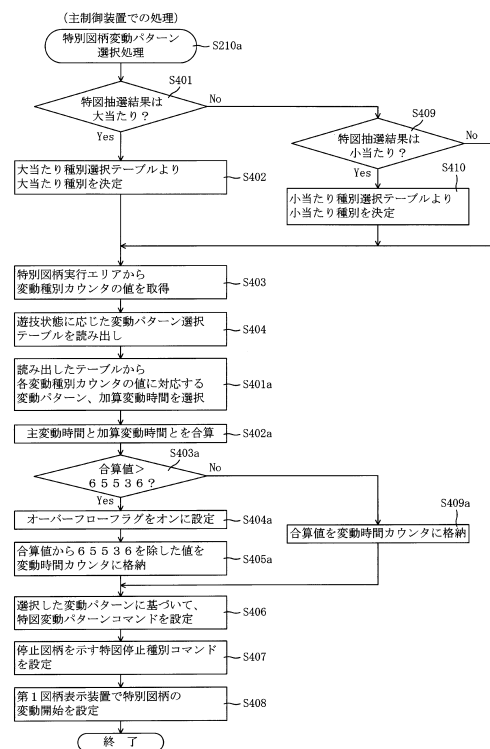 (主制御装置での処理)
特別図柄変動パターン
選択処理
S210a
S401
特図抽選結果は
大当たり?
No
Yes
S409
特図抽選結果は
小当たり?
No
Yes
大当たり種別選択テーブルより
大当たり種別を決定
S402
S410
小当たり種別選択テーブルより
小当たり種別を決定
特別図柄実行エリアから
変動種別カウンタの値を取得
S403
遊技状態に応じた変動パターン選択
テーブルを読み出し
S404
読み出したテーブルから
各変動種別カウンタの値に対応する
変動パターン、加算変動時間を選択
S401a
主変動時間と加算変動時間とを合算
S402a
S403a
合算値>
65536?
No
Yes
オーバーフローフラグをオンに設定
S404a
S409a
合算値を変動時間カウンタに格納
合算値から65536を除した値を
変動時間カウンタに格納
S405a
選択した変動パターンに基づいて、
特図変動パターンコマンドを設定
S406
停止図柄を示す特図停止種別コマンド
を設定
S407
第1図柄表示装置で特別図柄の
変動開始を設定
S408
終 了